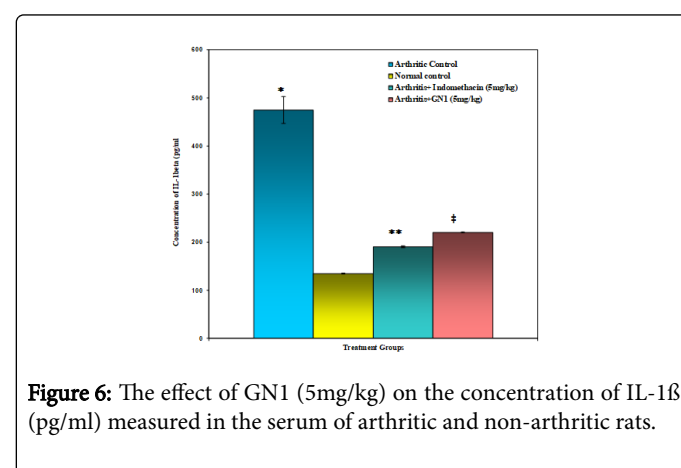 600
500
400
300
200
100
0
Concentration of IL-1beta (pg/ml
*
**
‡
Arthritic Control
Normal control
Arthritis+Indomethacin (5mg/kg)
Arthritis+GN1 (5mg/kg)
Treatment Groups
Figure 6: The effect of GN1 (5mg/kg) on the concentration of IL-1ß
(pg/ml) measured in the serum of arthritic and non-arthritic rats.